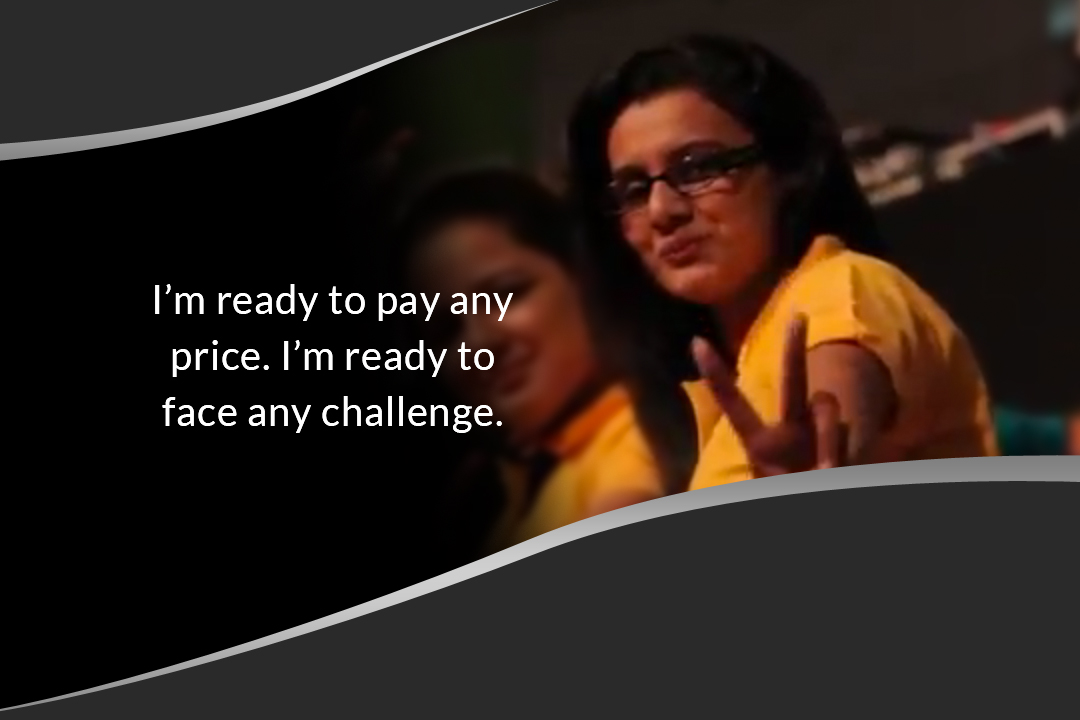 I’m ready to pay any
price. I’m ready to
face any challenge.